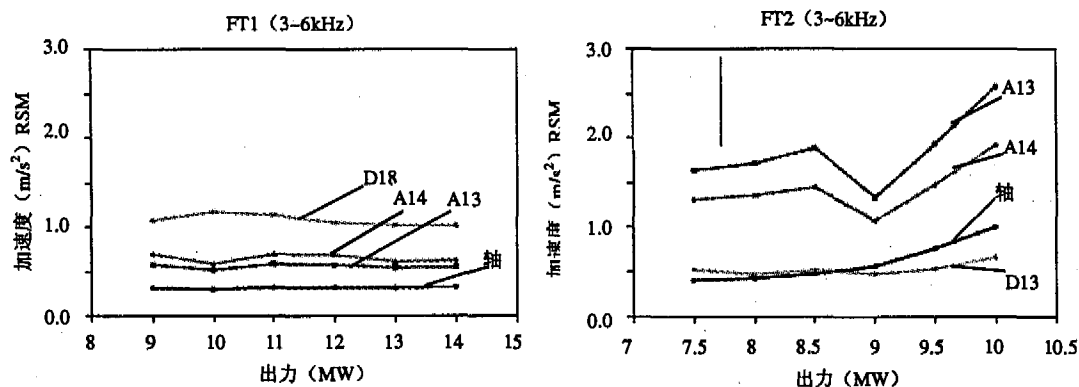 FT1（3–6kHz）
加速度（m/s²）RSM
3.0
2.0
1.0
0.0
D18
A14
A13
轴
8 9 10 11 12 13 14 15
出力（MW）
FT2（3~6kHz）
加速度（m/s²）RSM
3.0
2.0
1.0
0.0
A13
A14
轴
D13
7 7.5 8 8.5 9 9.5 10 10.5
出力（MW）